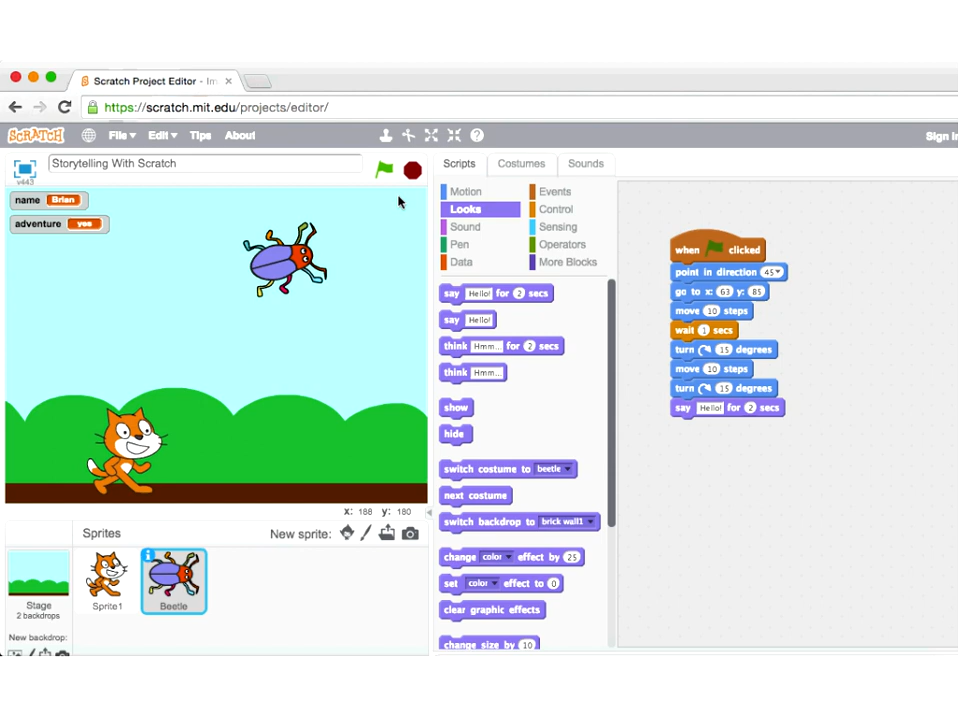 Scratch Project Editor - Im
https://scratch.mit.edu/projects/editor/
SCRATCH File Edit Tips About Sign in
v443
Storytelling With Scratch
name Brian
adventure yes
x: 188 y: 180
Sprites New sprite:
Stage
2 backdrops
Sprite1
Beetle
New backdrop:
Scripts Costumes Sounds
Motion Events
Looks Control
Sound Sensing
Pen Operators
Data More Blocks
say Hello! for 2 secs
say Hello!
think Hmm... for 2 secs
think Hmm...
show
hide
switch costume to beetle
next costume
switch backdrop to brick wall1
change color effect by 25
set color effect to 0
clear graphic effects
change size by 10
when clicked
point in direction 45
go to x: 63 y: 85
move 10 steps
wait 1 secs
turn 15 degrees
move 10 steps
turn 15 degrees
say Hello! for 2 secs